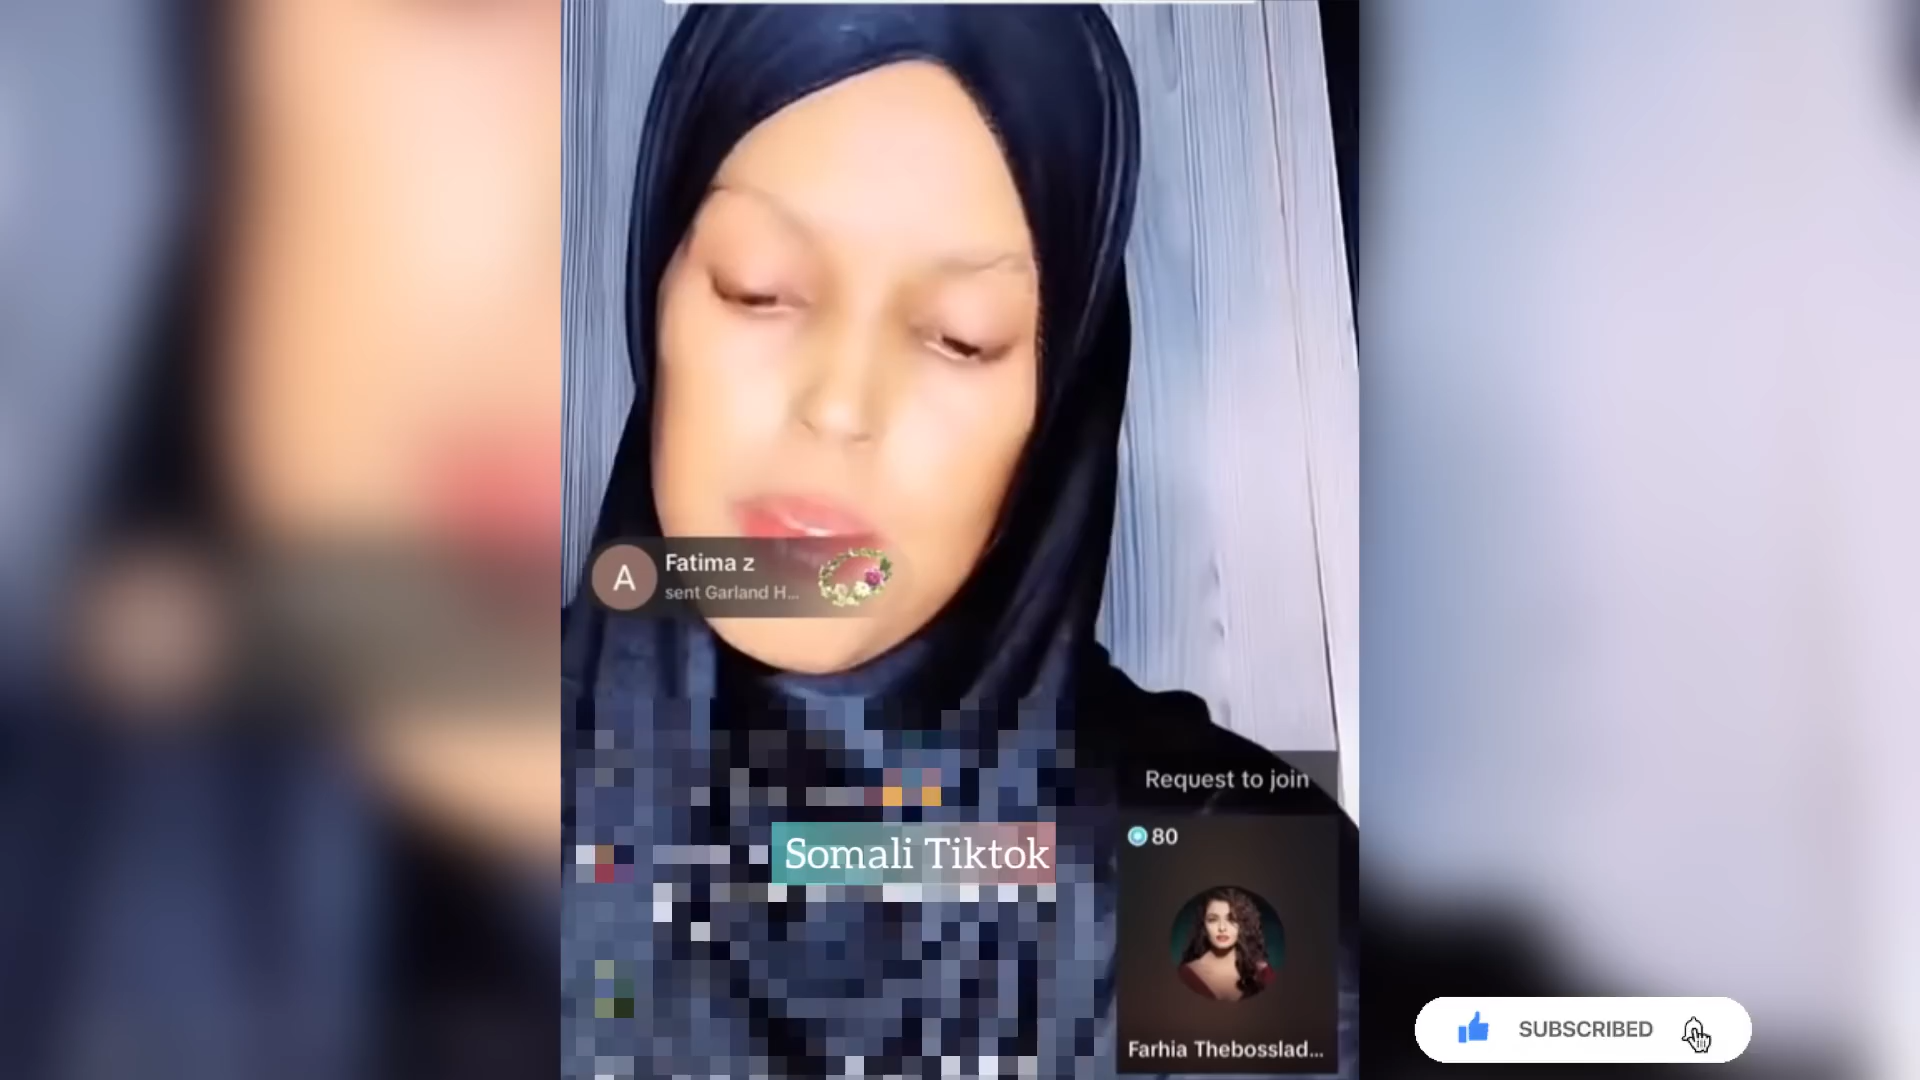 A
Fatima z
sent Garland H...
Request to join
80
Somali Tiktok
Farhia Thebosslad...
SUBSCRIBED